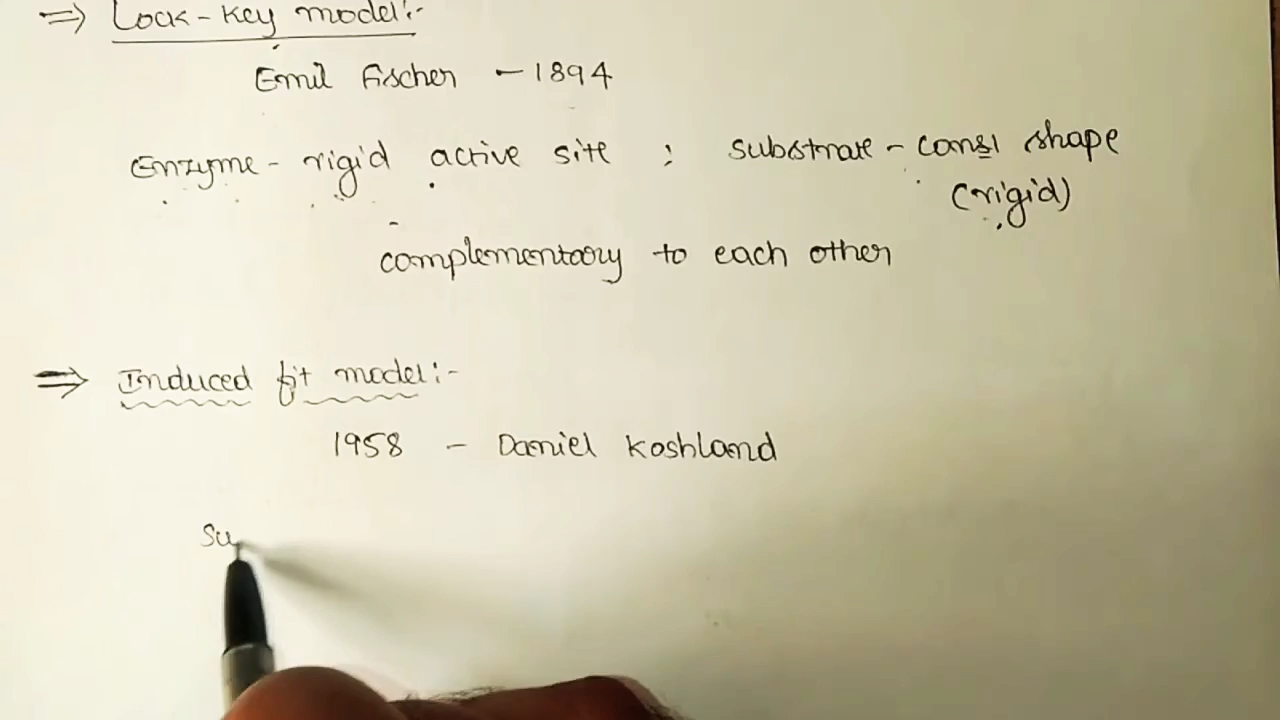 ⇒ Lock-key model:-
Emil Fischer – 1894
Enzyme - rigid active site ; substrate - const shape
(rigid)
complementary to each other
⇒ Induced fit model:-
1958 – Daniel Koshland
Su